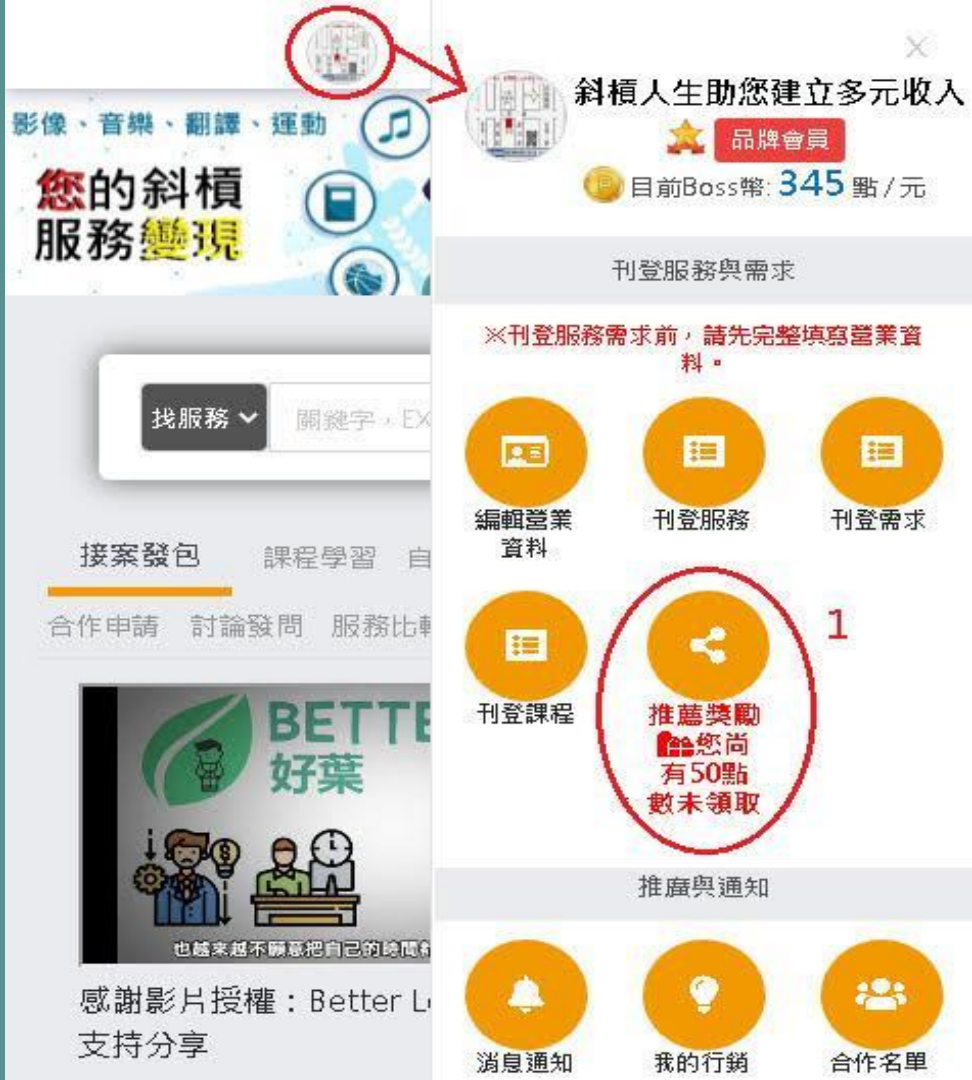 影像、音樂、翻譯、運動
您的斜槓
服務變現
找服務
關鍵字，EX
接案發包
課程學習
自
合作申請
討論發問
服務比較
BETTE
好葉
也越來越不願意把自己的時間
感謝影片授權：Better Le
支持分享
×
斜槓人生助您建立多元收入
品牌會員
目前Boss幣: 345 點/元
刊登服務與需求
※刊登服務需求前，請先完整填寫營業資
料。
編輯營業
資料
刊登服務
刊登需求
刊登課程
推薦獎勵
您尚
有50點
數未領取
1
推廣與通知
消息通知
我的行銷
合作名單